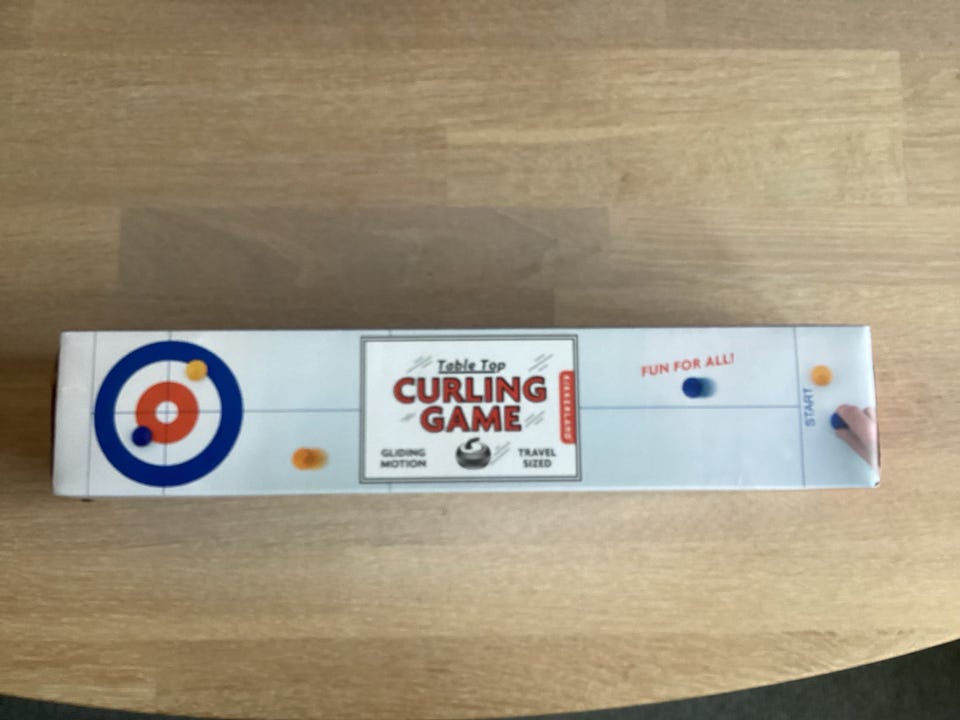 Table Top
CURLING
GAME
GLIDING
MOTION
TRAVEL
SIZED
KIKKERLAND
FUN FOR ALL!
START